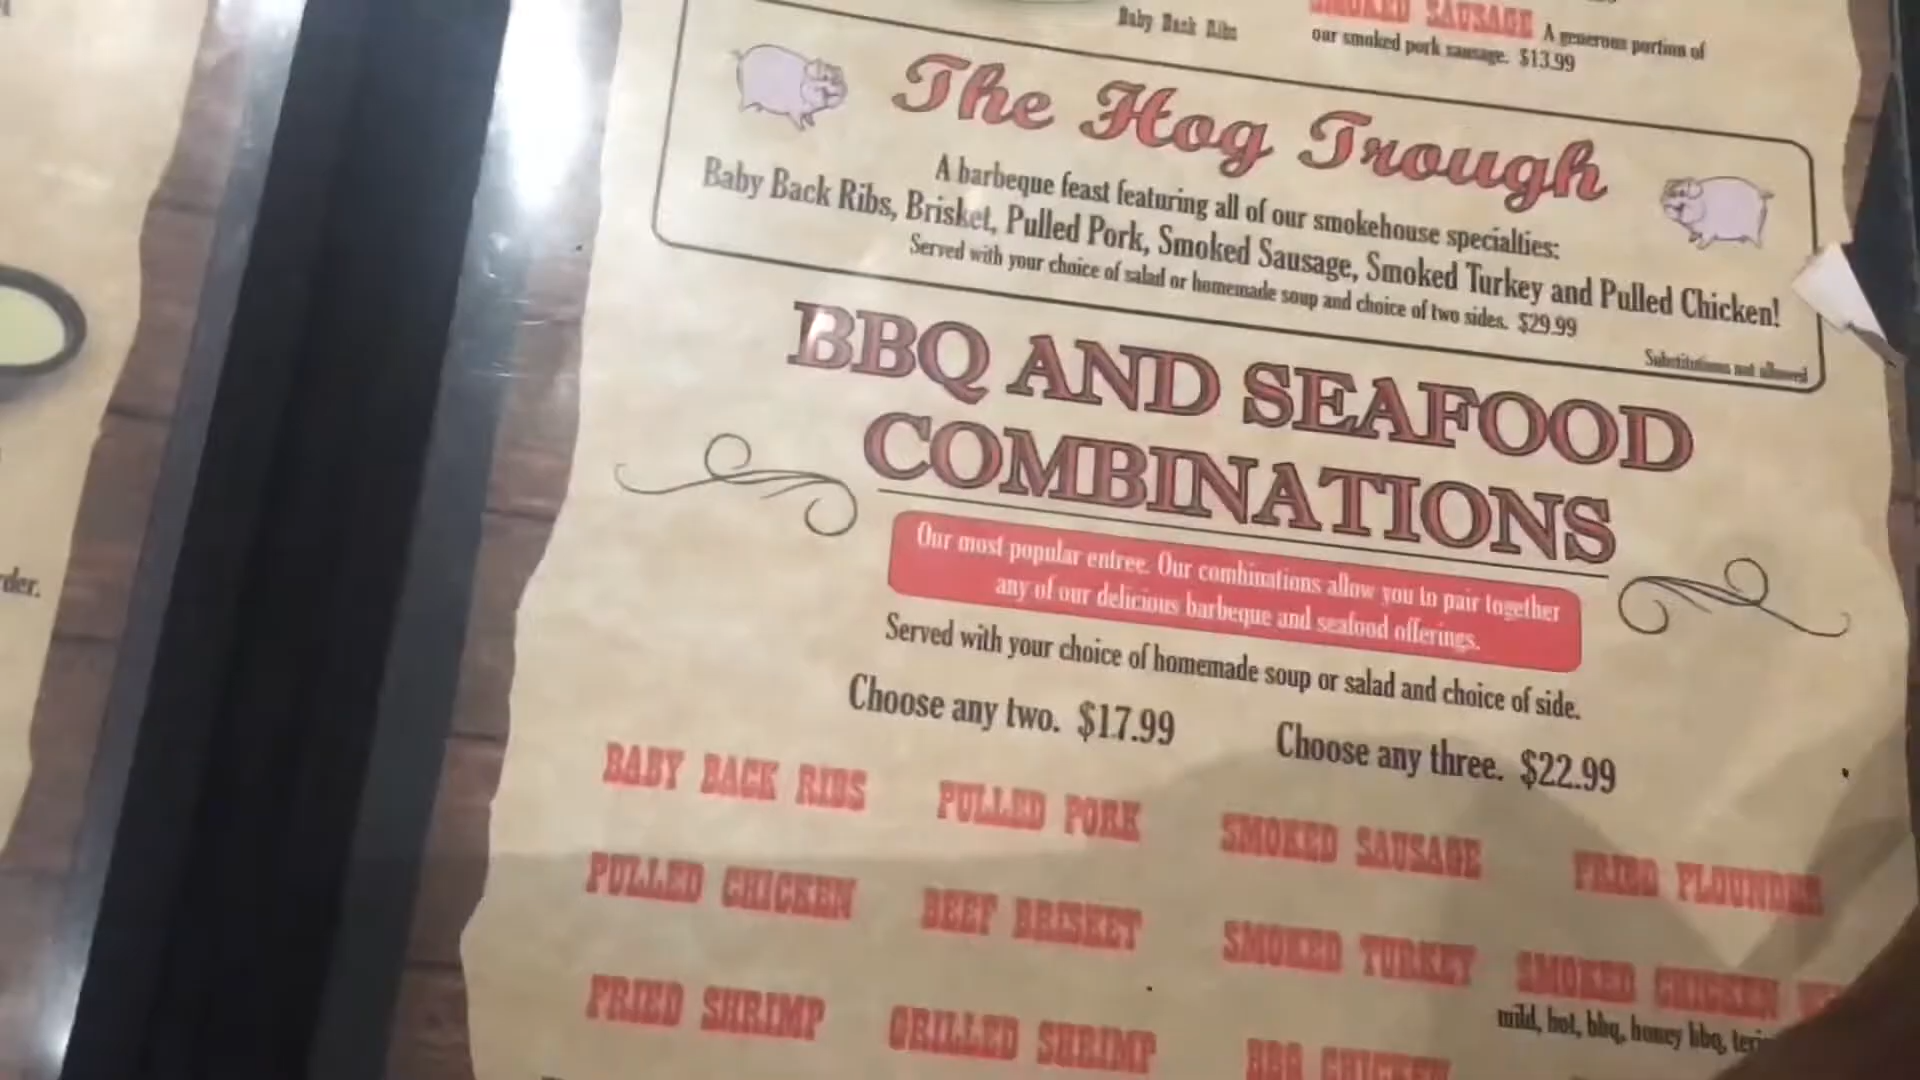 Baby Back Ribs
SMOKED SAUSAGE A generous portion of
our smoked pork sausage. $13.99
The Hog Trough
A barbeque feast featuring all of our smokehouse specialties:
Baby Back Ribs, Brisket, Pulled Pork, Smoked Sausage, Smoked Turkey and Pulled Chicken!
Served with your choice of salad or homemade soup and choice of two sides. $29.99
Substitutions not allowed
BBQ AND SEAFOOD
COMBINATIONS
Our most popular entree. Our combinations allow you to pair together
any of our delicious barbeque and seafood offerings.
Served with your choice of homemade soup or salad and choice of side.
Choose any two. $17.99 Choose any three. $22.99
BABY BACK RIBS PULLED PORK SMOKED SAUSAGE FRIED FLOUNDER
PULLED CHICKEN BEEF BRISKET SMOKED TURKEY SMOKED CHICKEN
mild, hot, bbq, honey bbq,
FRIED SHRIMP GRILLED SHRIMP BBQ CHICKEN
rder.